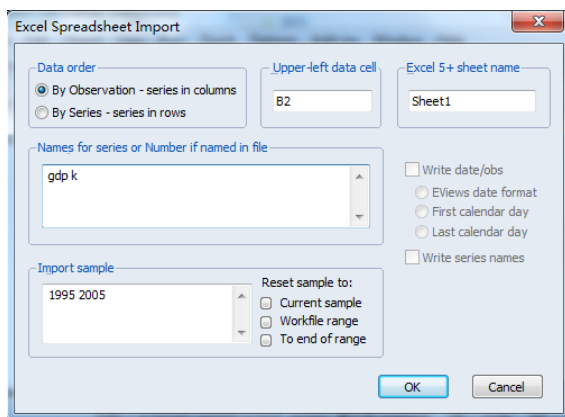 Excel Spreadsheet Import
Data order
By Observation - series in columns
By Series - series in rows
Upper-left data cell
B2
Excel 5+ sheet name
Sheet1
Names for series or Number if named in file
gdp k
Write date/obs
EViews date format
First calendar day
Last calendar day
Write series names
Import sample
1995 2005
Reset sample to:
Current sample
Workfile range
To end of range
OK
Cancel